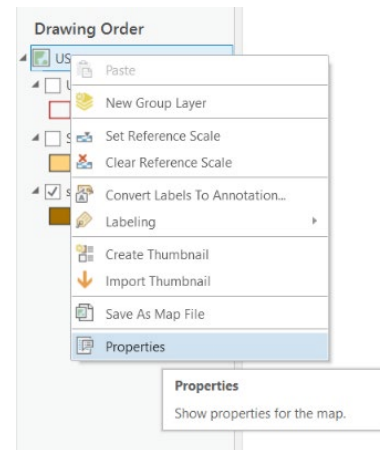 Drawing Order
US
Paste
New Group Layer
Set Reference Scale
Clear Reference Scale
Convert Labels To Annotation...
Labeling
Create Thumbnail
Import Thumbnail
Save As Map File
Properties
Properties
Show properties for the map.